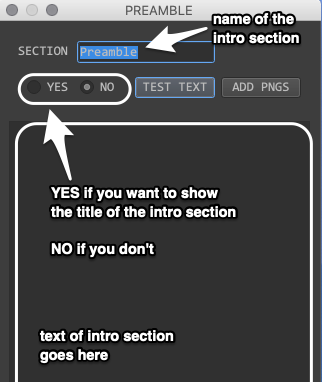 PREAMBLE
name of the
intro section
SECTION Preamble
YES NO TEST TEXT ADD PNGS
YES if you want to show
the title of the intro section
NO if you don't
text of intro section
goes here